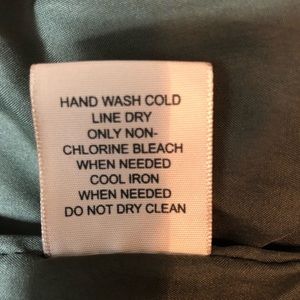 HAND WASH COLD
LINE DRY
ONLY NON-
CHLORINE BLEACH
WHEN NEEDED
COOL IRON
WHEN NEEDED
DO NOT DRY CLEAN